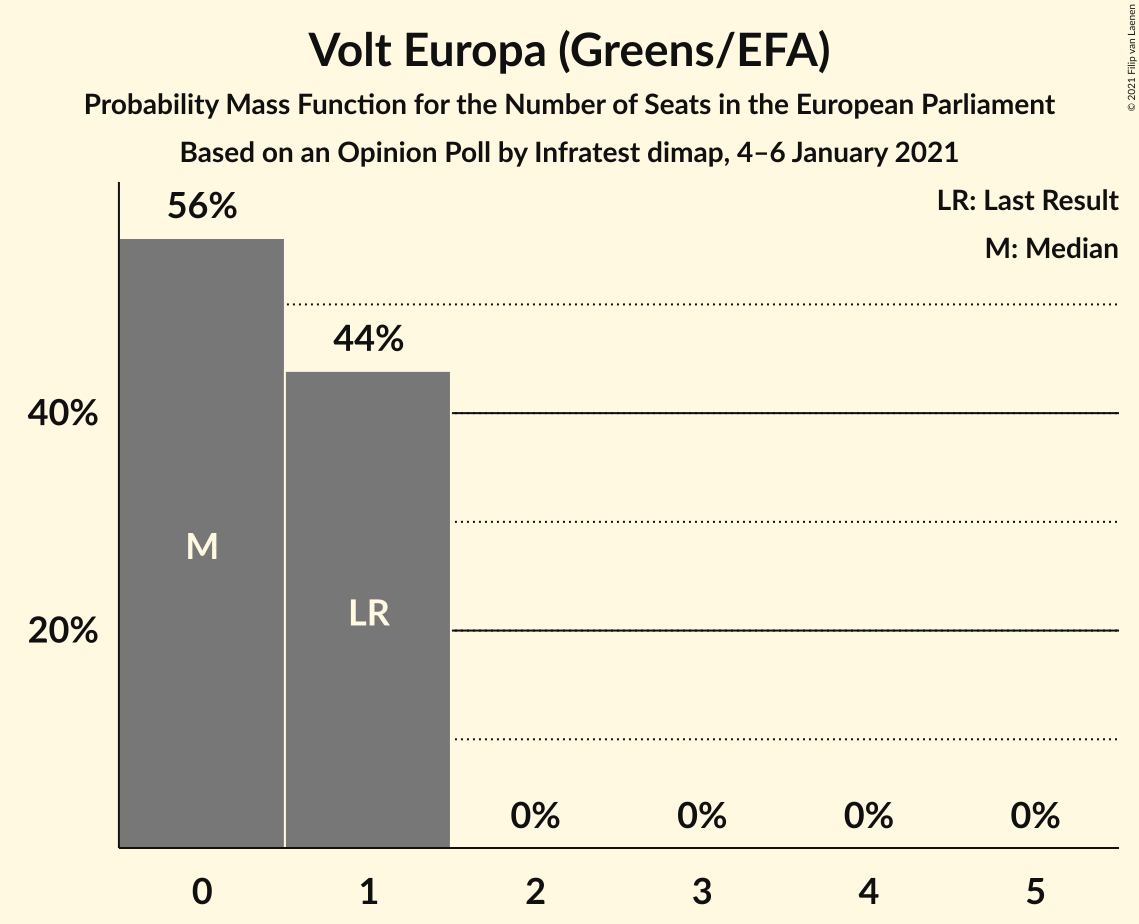 Volt Europa (Greens/EFA)
Probability Mass Function for the Number of Seats in the European Parliament
Based on an Opinion Poll by Infratest dimap, 4–6 January 2021
© 2021 Filip van Laenen
LR: Last Result
M: Median
56%
44%
40%
M
LR
20%
0% 0% 0% 0%
0 1 2 3 4 5